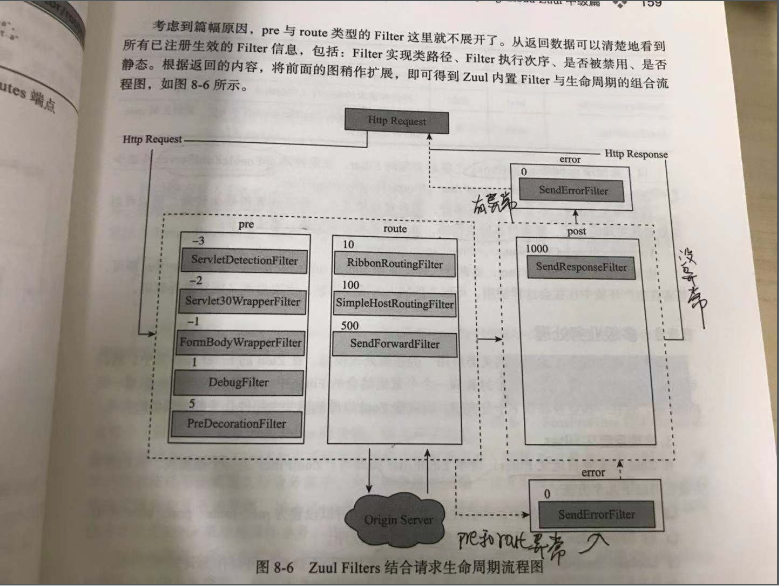 159
考虑到篇幅原因，pre 与 route 类型的 Filter 这里就不展开了。从返回数据可以清楚地看到
所有已注册生效的 Filter 信息，包括：Filter 实现类路径、Filter 执行次序、是否被禁用、是否
静态。根据返回的内容，将前面的图稍作扩展，即可得到 Zuul 内置 Filter 与生命周期的组合流
程图，如图 8-6 所示。
utes 端点
Http Request
Http Request
Http Response
error
0
SendErrorFilter
有异常
没异常
pre
-3
ServletDetectionFilter
-2
Servlet30WrapperFilter
-1
FormBodyWrapperFilter
1
DebugFilter
5
PreDecorationFilter
route
10
RibbonRoutingFilter
100
SimpleHostRoutingFilter
500
SendForwardFilter
post
1000
SendResponseFilter
Origin Server
error
0
SendErrorFilter
pre和rout异常
图 8-6 Zuul Filters 结合请求生命周期流程图